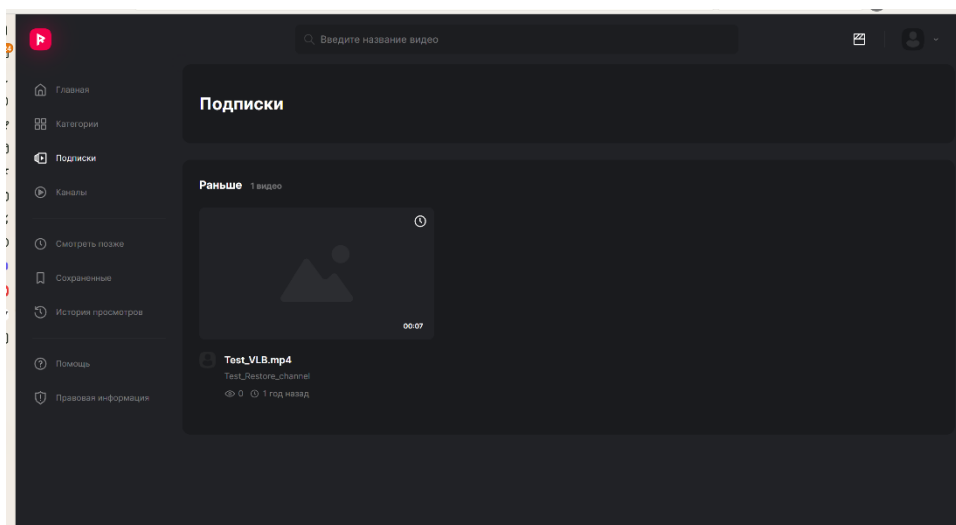 Введите название видео
Главная
Категории
Подписки
Каналы
Смотреть позже
Сохраненные
История просмотров
Помощь
Правовая информация
Подписки
Раньше 1 видео
00:07
Test_VLB.mp4
Test_Restore_channel
0 1 год назад